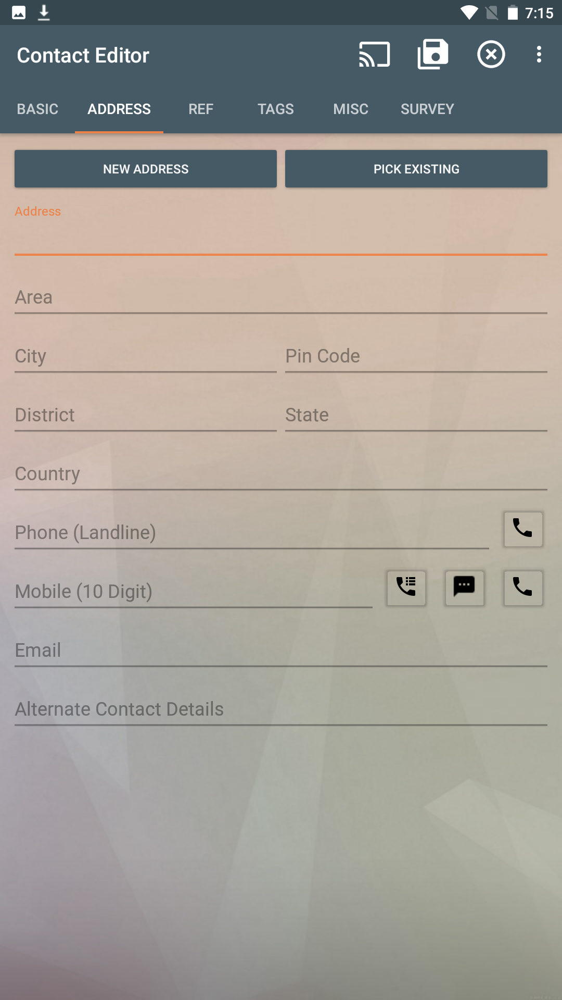 7:15
Contact Editor
BASIC ADDRESS REF TAGS MISC SURVEY
NEW ADDRESS PICK EXISTING
Address
Area
City Pin Code
District State
Country
Phone (Landline)
Mobile (10 Digit)
Email
Alternate Contact Details